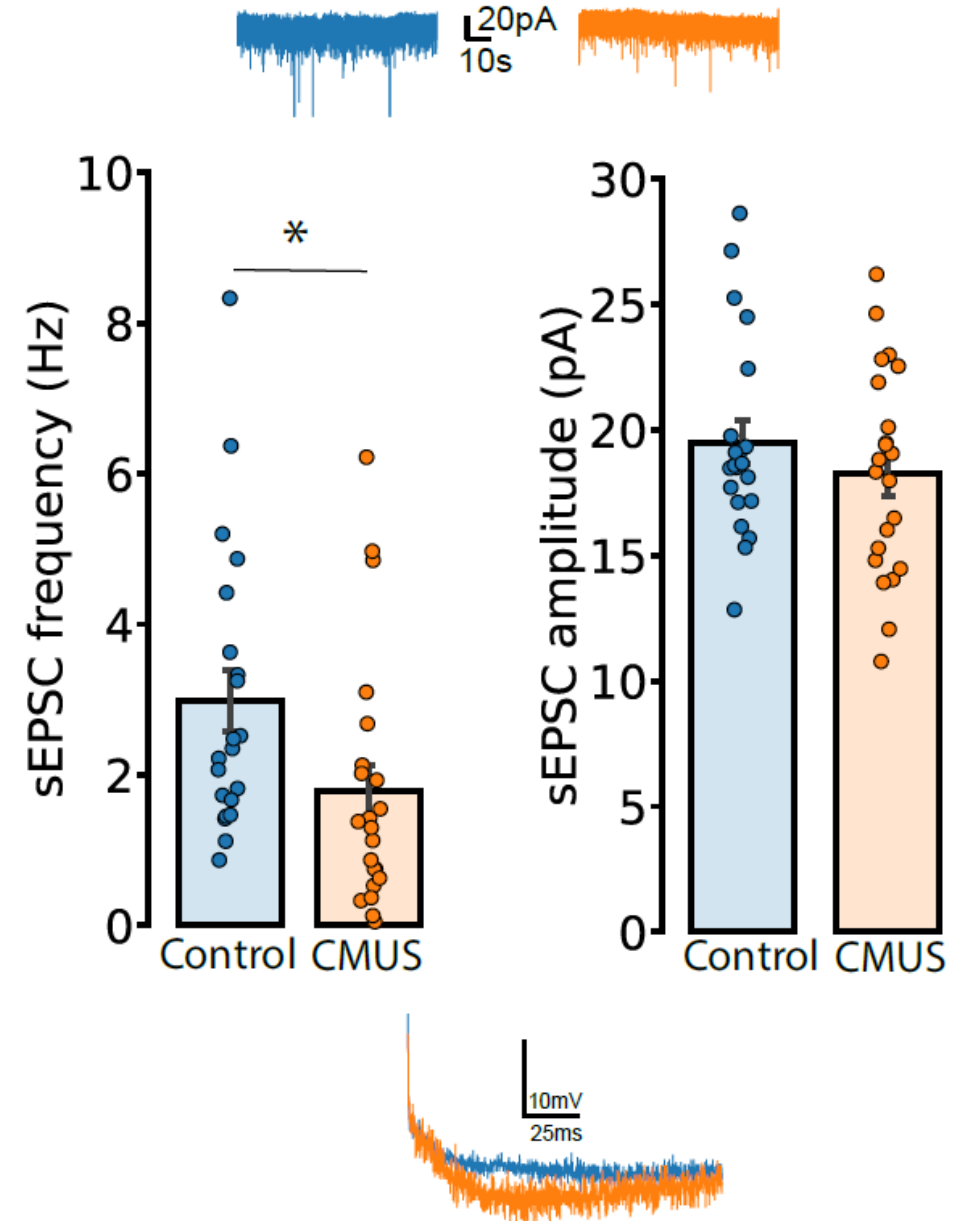 20pA
10s
*
sEPSC frequency (Hz)
10
8
6
4
2
0
Control CMUS
sEPSC amplitude (pA)
30
25
20
15
10
5
0
Control CMUS
10mV
25ms